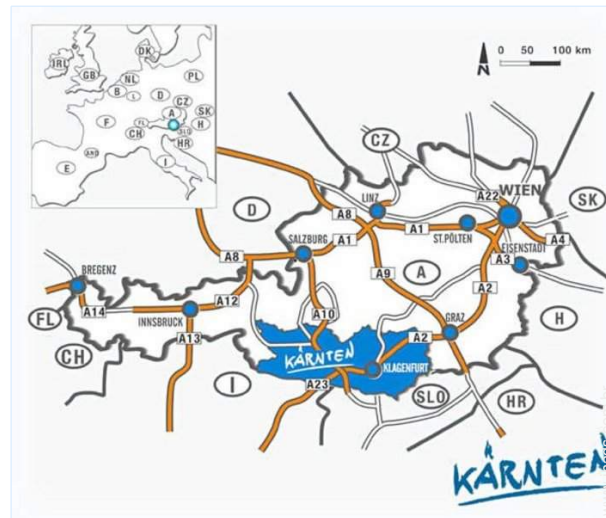 DK
IRL
GB
NL
PL
B
L
D
CZ
A
SK
F
FL
CH
H
SLO
HR
AND
E
I
N
0 50 100 km
CZ
A22
WIEN
SK
LINZ
D
A8
A1
A1
ST.PÖLTEN
A4
EISENSTADT
A3
SALZBURG
A8
A9
A
A2
BREGENZ
A12
A14
INNSBRUCK
A10
GRAZ
H
FL
A13
KÄRNTEN
A2
CH
KLAGENFURT
I
A23
SLO
HR
KÄRNTEN